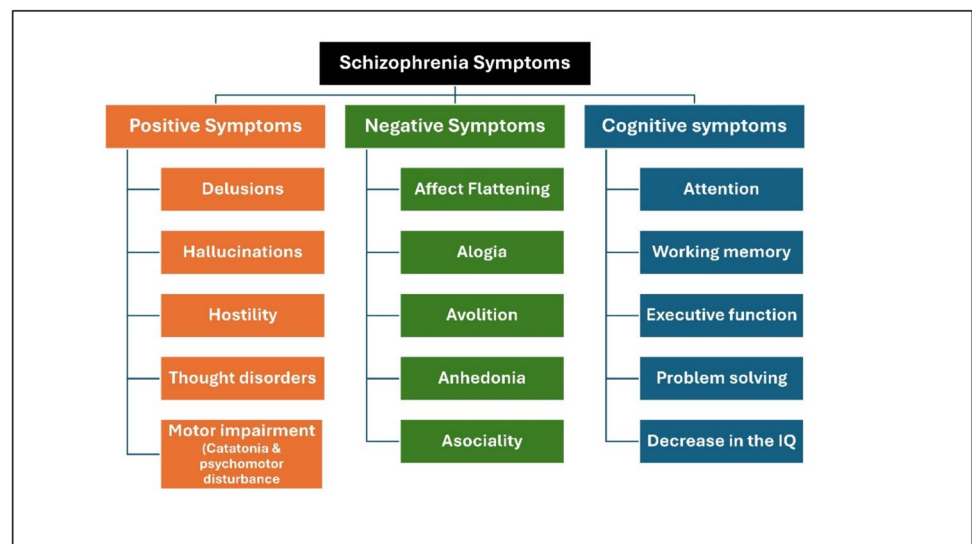 Schizophrenia Symptoms
Positive Symptoms
Delusions
Hallucinations
Hostility
Thought disorders
Motor impairment
(Catatonia &
psychomotor
disturbance
Negative Symptoms
Affect Flattening
Alogia
Avolition
Anhedonia
Asociality
Cognitive symptoms
Attention
Working memory
Executive function
Problem solving
Decrease in the IQ